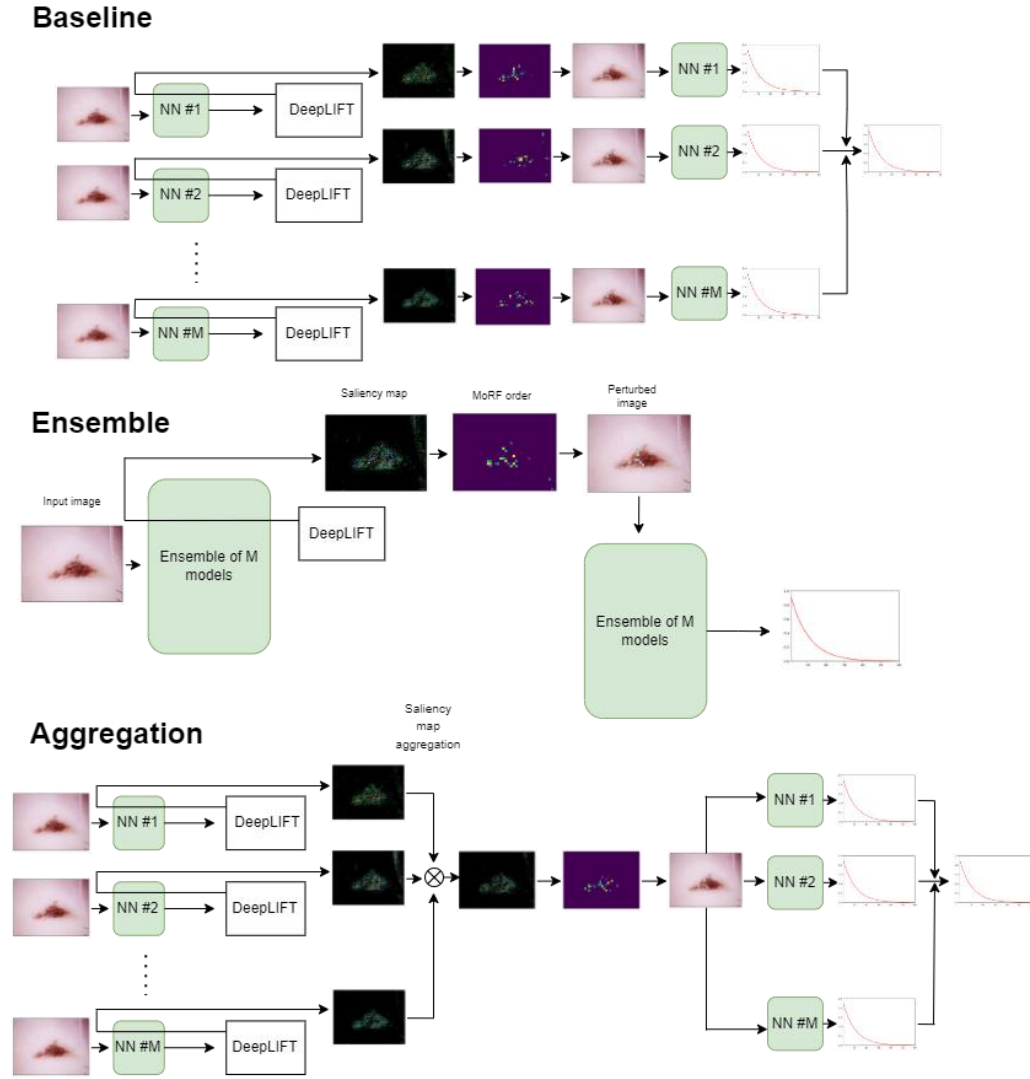 Baseline
NN #1
DeepLIFT
NN #1
NN #2
DeepLIFT
NN #2
NN #M
DeepLIFT
NN #M
Ensemble
Saliency map
MoRF order
Perturbed
image
Input image
DeepLIFT
Ensemble of M
models
Ensemble of M
models
Aggregation
Saliency
map
aggregation
NN #1
DeepLIFT
NN #1
NN #2
DeepLIFT
NN #2
NN #M
DeepLIFT
NN #M